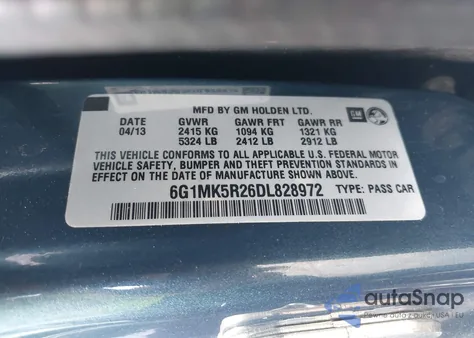 MFD BY GM HOLDEN LTD.
GM
DATE GVWR GAWR FRT GAWR RR
04/13 2415 KG 1094 KG 1321 KG
5324 LB 2412 LB 2912 LB
THIS VEHICLE CONFORMS TO ALL APPLICABLE U.S. FEDERAL MOTOR
VEHICLE SAFETY, BUMPER AND THEFT PREVENTION STANDARDS IN
EFFECT ON THE DATE OF MANUFACTURE SHOWN ABOVE.
6G1MK5R26DL828972 TYPE: PASS CAR
autoSnap